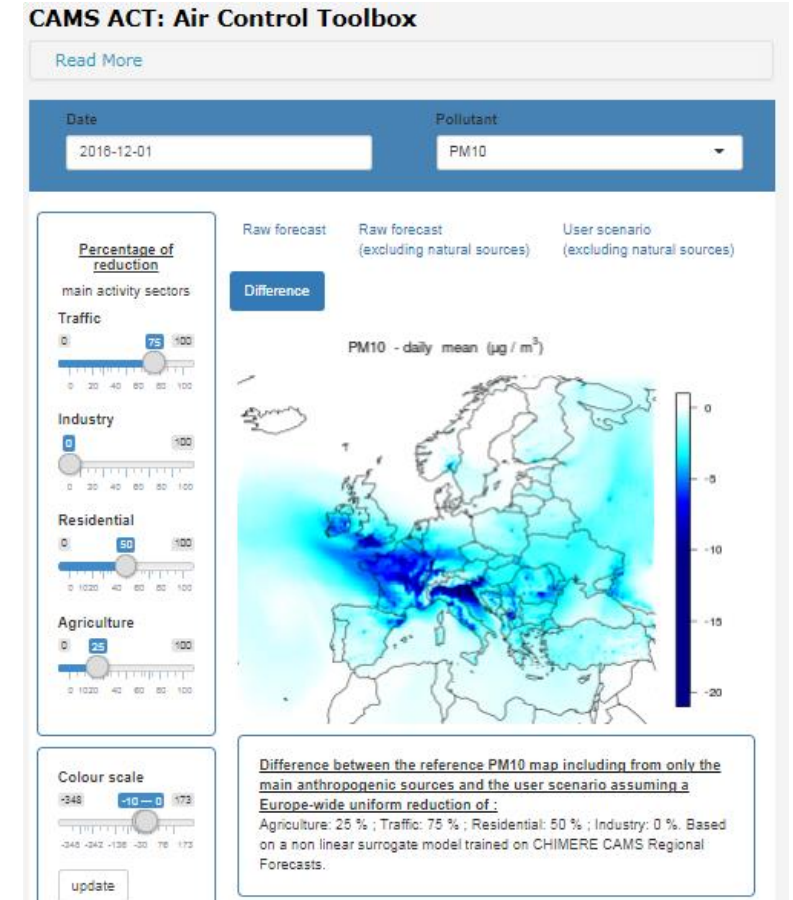 CAMS ACT: Air Control Toolbox
Read More
Date
Pollutant
2016-12-01
PM10
Percentage of
reduction
main activity sectors
Traffic
0 75 100
0 20 40 60 80 100
Industry
0 100
0 20 40 60 80 100
Residential
0 50 100
0 1020 40 60 80 100
Agriculture
0 25 100
0 1020 40 60 80 100
Colour scale
-348 -10 — 0 173
-348 -242 -136 -30 76 173
update
Raw forecast
Raw forecast
(excluding natural sources)
User scenario
(excluding natural sources)
Difference
PM10 - daily mean (µg / m³)
0
-5
-10
-15
-20
Difference between the reference PM10 map including from only the
main anthropogenic sources and the user scenario assuming a
Europe-wide uniform reduction of :
Agriculture: 25 % ; Traffic: 75 % ; Residential: 50 % ; Industry: 0 %. Based
on a non linear surrogate model trained on CHIMERE CAMS Regional
Forecasts.